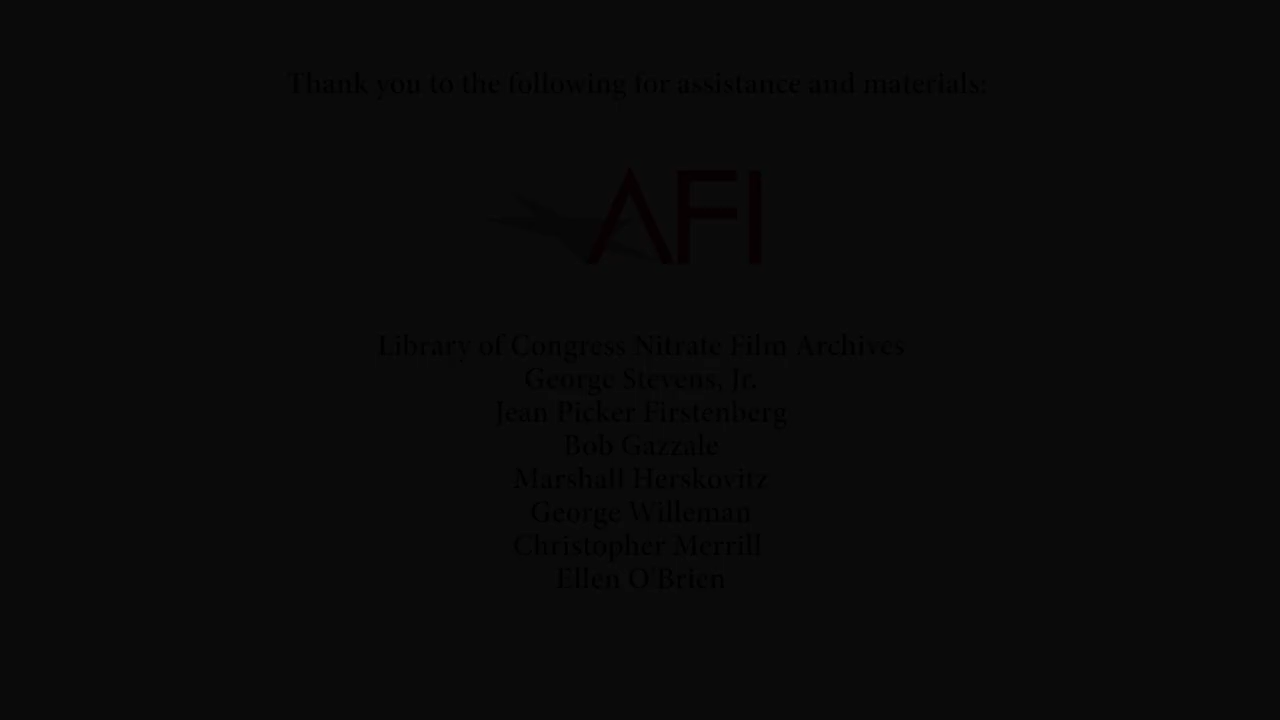 Thank you to the following for assistance and materials:
AFI
Library of Congress Nitrate Film Archives
George Stevens, Jr.
Jean Picker Firstenberg
Bob Gazzale
Marshall Herskovitz
George Willeman
Christopher Merrill
Ellen O'Brien